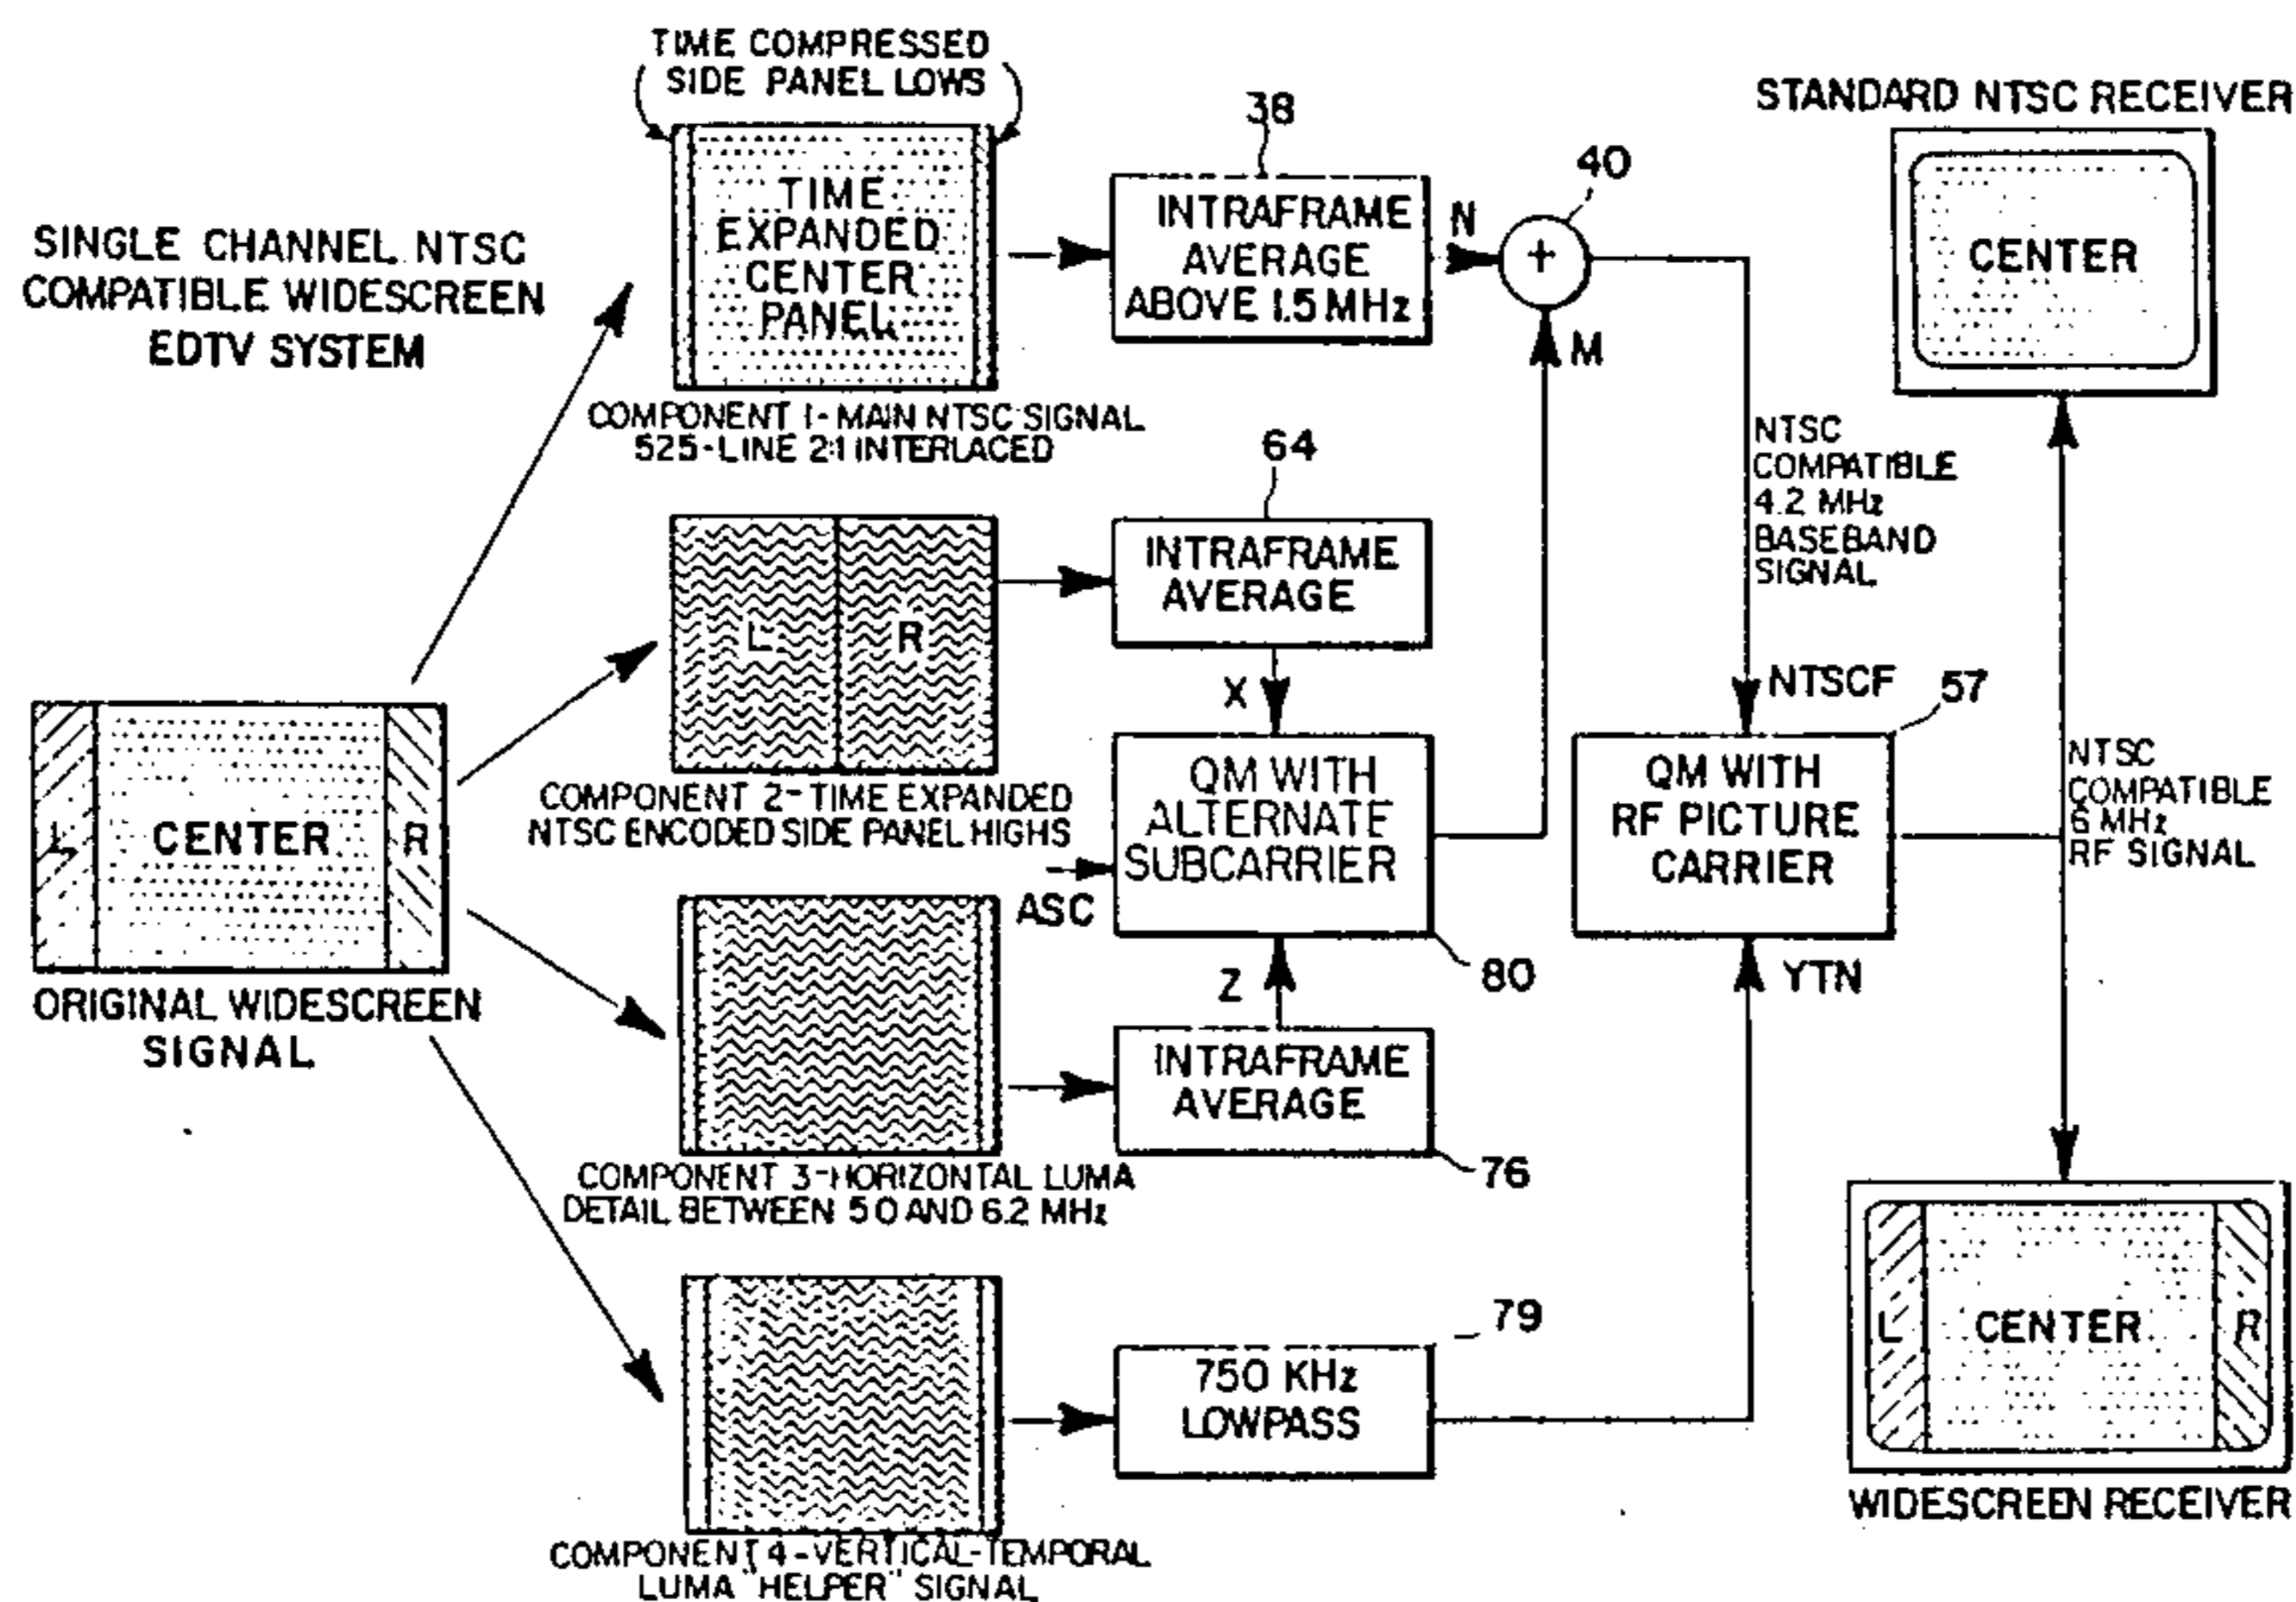 SINGLE CHANNEL NTSC
COMPATIBLE WIDESCREEN
EDTV SYSTEM
L
CENTER
R
ORIGINAL WIDESCREEN
SIGNAL
TIME COMPRESSED
SIDE PANEL LOWS
TIME
EXPANDED
CENTER
PANEL
COMPONENT 1-MAIN NTSC SIGNAL
525-LINE 2:1 INTERLACED
L
R
COMPONENT 2-TIME EXPANDED
NTSC ENCODED SIDE PANEL HIGHS
COMPONENT 3-HORIZONTAL LUMA
DETAIL BETWEEN 5.0 AND 6.2 MHz
COMPONENT 4-VERTICAL-TEMPORAL
LUMA "HELPER" SIGNAL
38
INTRAFRAME
AVERAGE
ABOVE 1.5 MHz
N
40
+
M
64
INTRAFRAME
AVERAGE
X
QM WITH
ALTERNATE
SUBCARRIER
ASC
80
Z
INTRAFRAME
AVERAGE
76
79
750 KHz
LOWPASS
NTSC
COMPATIBLE
4.2 MHz
BASEBAND
SIGNAL
NTSCF
57
QM WITH
RF PICTURE
CARRIER
YTN
STANDARD NTSC RECEIVER
CENTER
NTSC
COMPATIBLE
6 MHz
RF SIGNAL
L
CENTER
R
WIDESCREEN RECEIVER